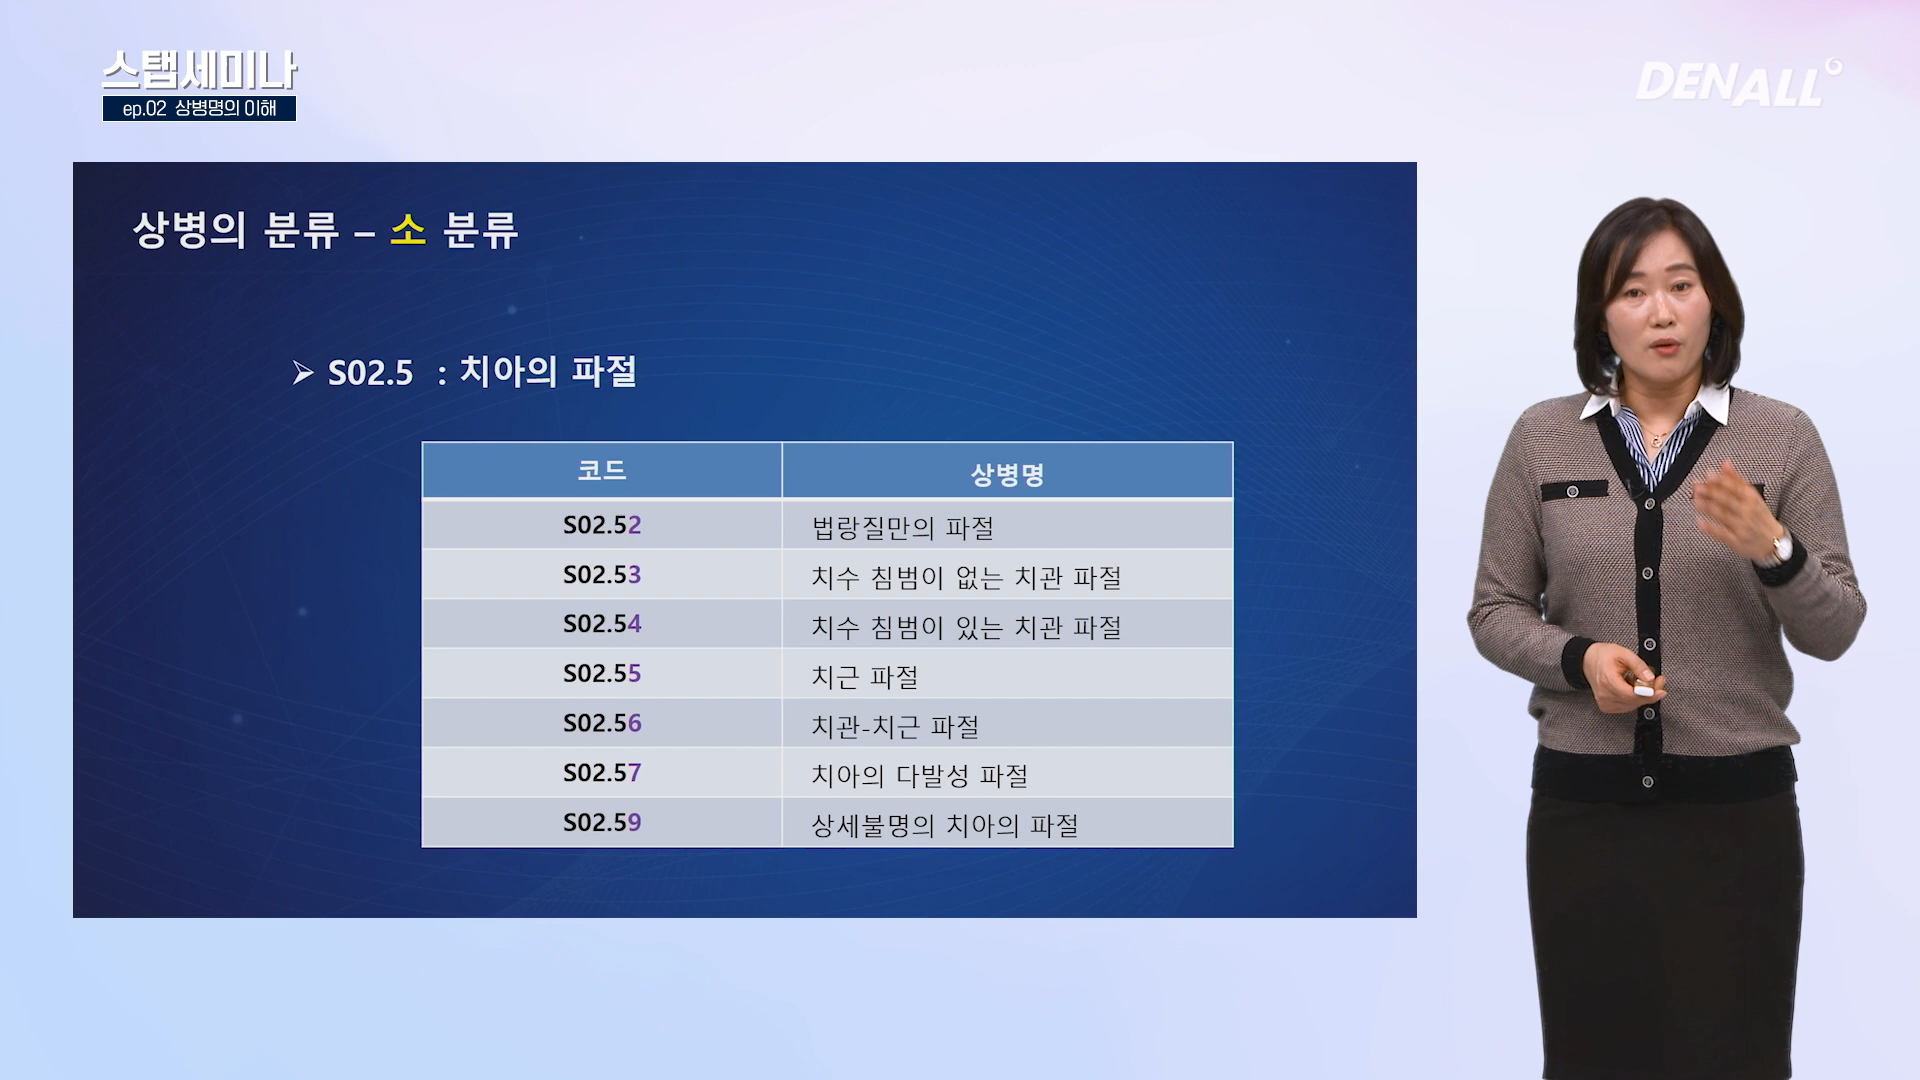 스탭세미나
ep.02 상병명의 이해
DENALL
상병의 분류 – 소 분류
➢ S02.5 : 치아의 파절
코드 상병명
S02.52 법랑질만의 파절
S02.53 치수 침범이 없는 치관 파절
S02.54 치수 침범이 있는 치관 파절
S02.55 치근 파절
S02.56 치관-치근 파절
S02.57 치아의 다발성 파절
S02.59 상세불명의 치아의 파절